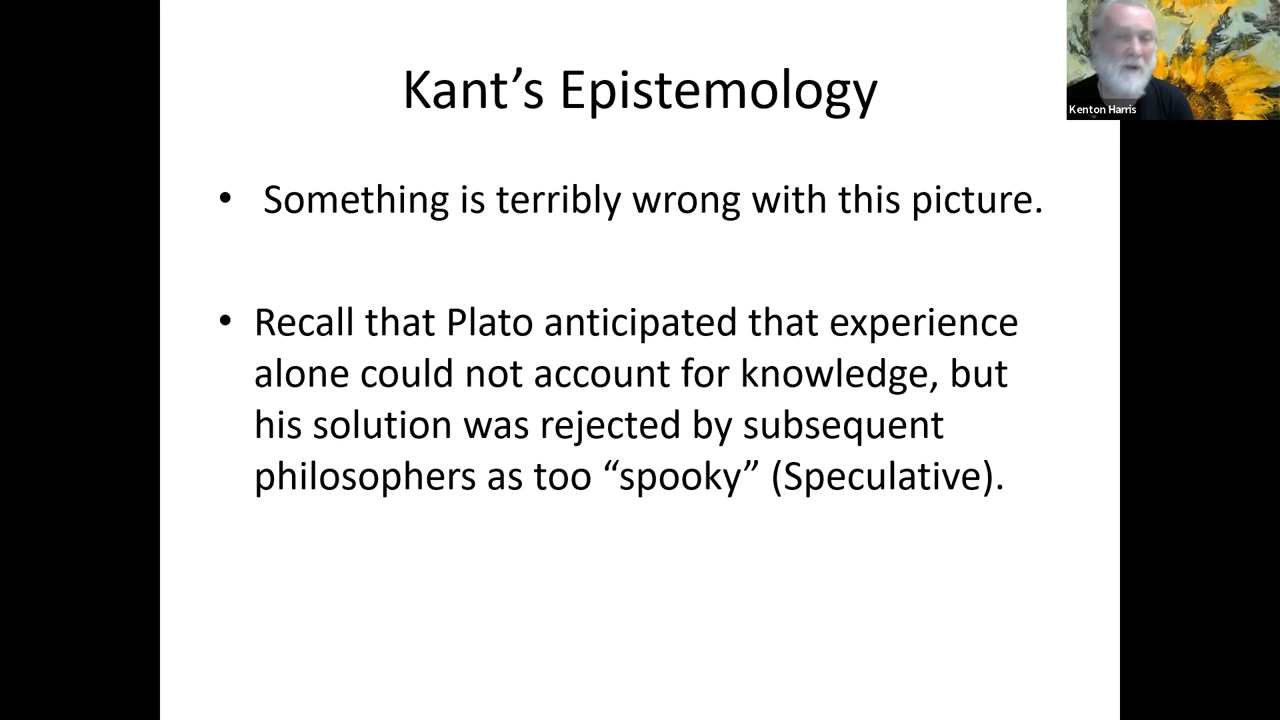 Kant’s Epistemology
• Something is terribly wrong with this picture.
• Recall that Plato anticipated that experience
alone could not account for knowledge, but
his solution was rejected by subsequent
philosophers as too “spooky” (Speculative).
Kenton Harris